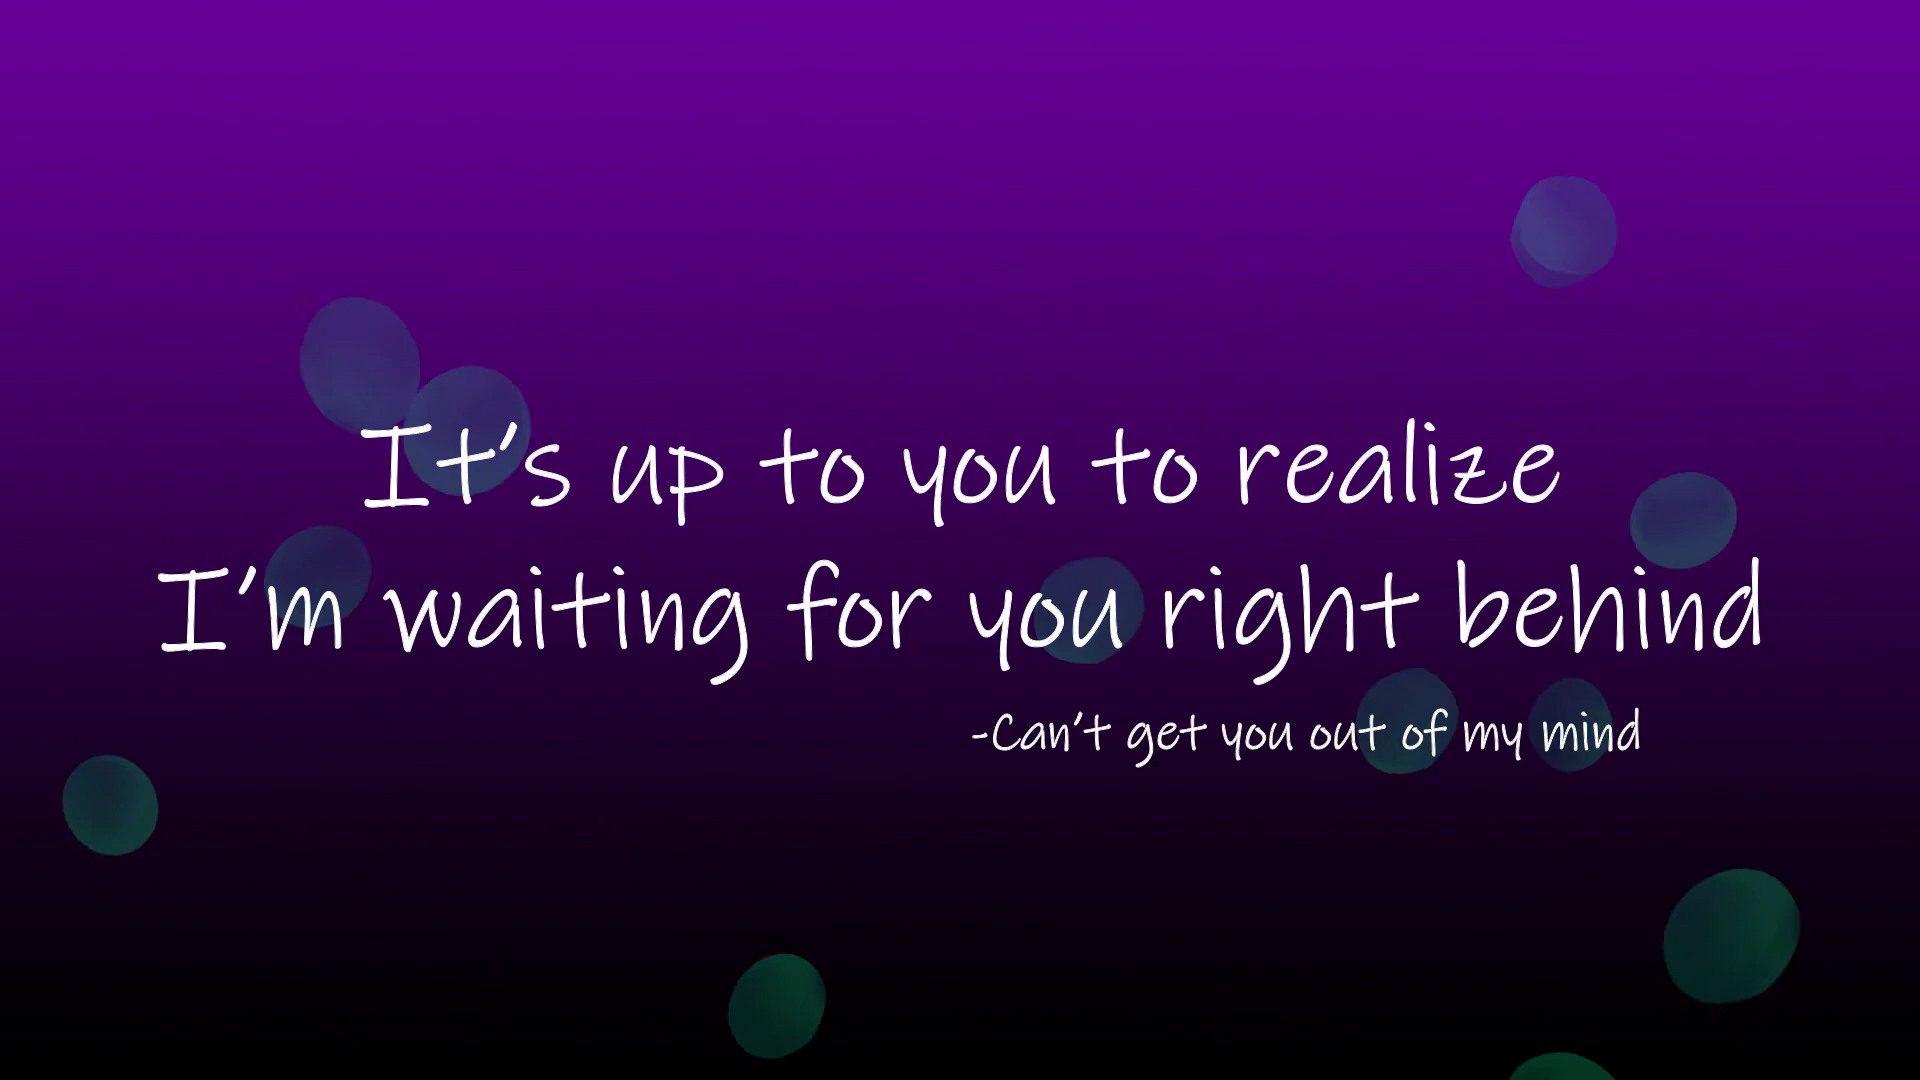 It's up to you to realize
I'm waiting for you right behind
-Can't get you out of my mind